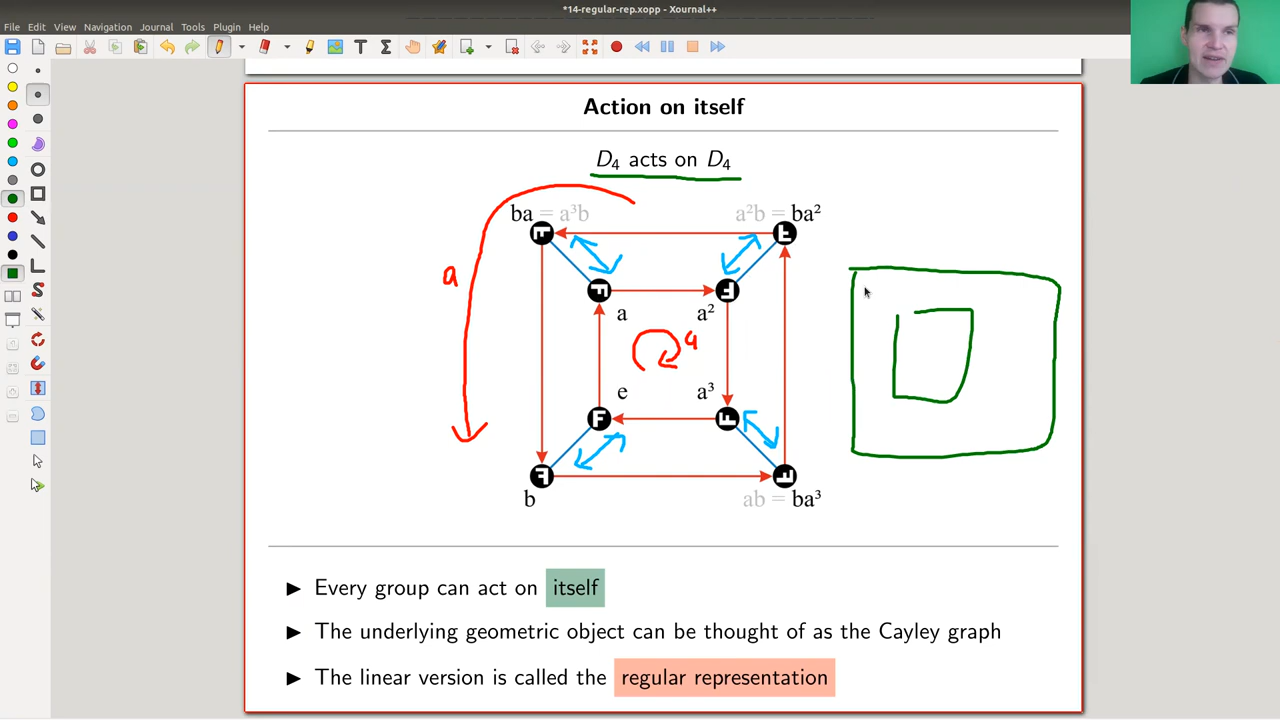 *14-regular-rep.xopp - Xournal++
File Edit View Navigation Journal Tools Plugin Help
Action on itself
D₄ acts on D₄
ba = a³b
a²b = ba²
a
a
a²
a
e
a³
b
ab = ba³
F
F
F
F
F
F
F
F
▶ Every group can act on itself
▶ The underlying geometric object can be thought of as the Cayley graph
▶ The linear version is called the regular representation